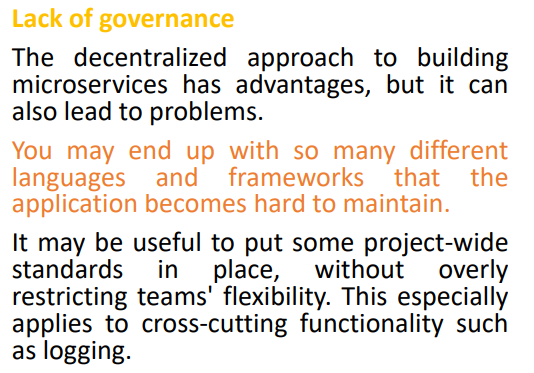 Lack of governance
The decentralized approach to building
microservices has advantages, but it can
also lead to problems.
You may end up with so many different
languages and frameworks that the
application becomes hard to maintain.
It may be useful to put some project-wide
standards in place, without overly
restricting teams' flexibility. This especially
applies to cross-cutting functionality such
as logging.